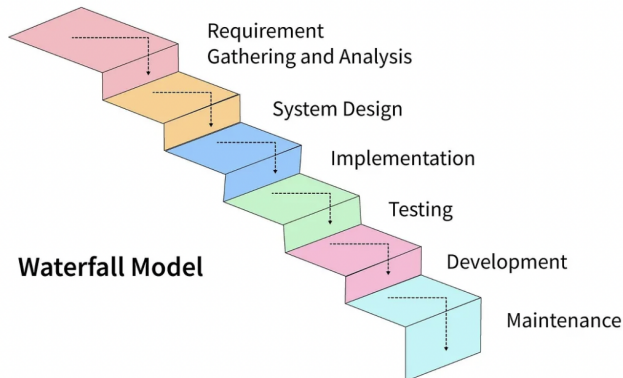 Requirement
Gathering and Analysis
System Design
Implementation
Testing
Waterfall Model
Development
Maintenance